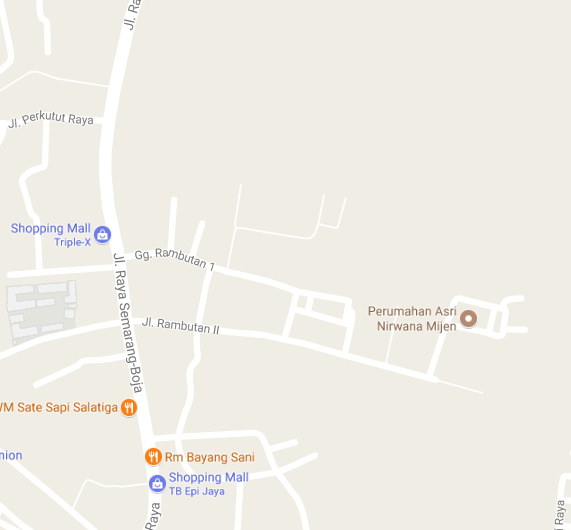 Jl. Ra
Jl. Perkutut Raya
Shopping Mall
Triple-X
Gg. Rambutan 1
Jl. Raya Semarang-Boja
Perumahan Asri
Nirwana Mijen
Jl. Rambutan II
WM Sate Sapi Salatiga
Rm Bayang Sani
nion
Shopping Mall
TB Epi Jaya
Raya
i Raya